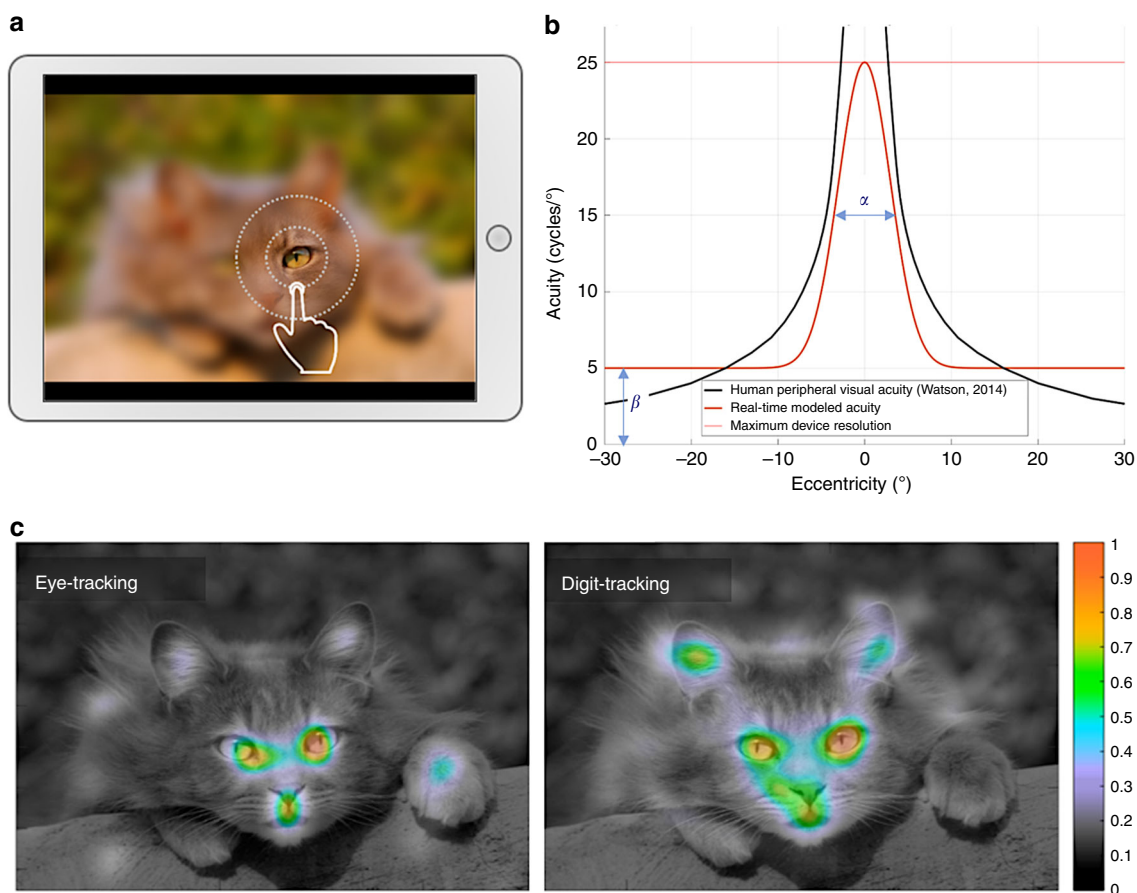 a
b
25
20
15
10
5
0
Acuity (cycles/°)
α
β
Human peripheral visual acuity (Watson, 2014)
Real-time modeled acuity
Maximum device resolution
–30
–20
–10
0
10
20
30
Eccentricity (°)
c
Eye-tracking
Digit-tracking
1
0.9
0.8
0.7
0.6
0.5
0.4
0.3
0.2
0.1
0